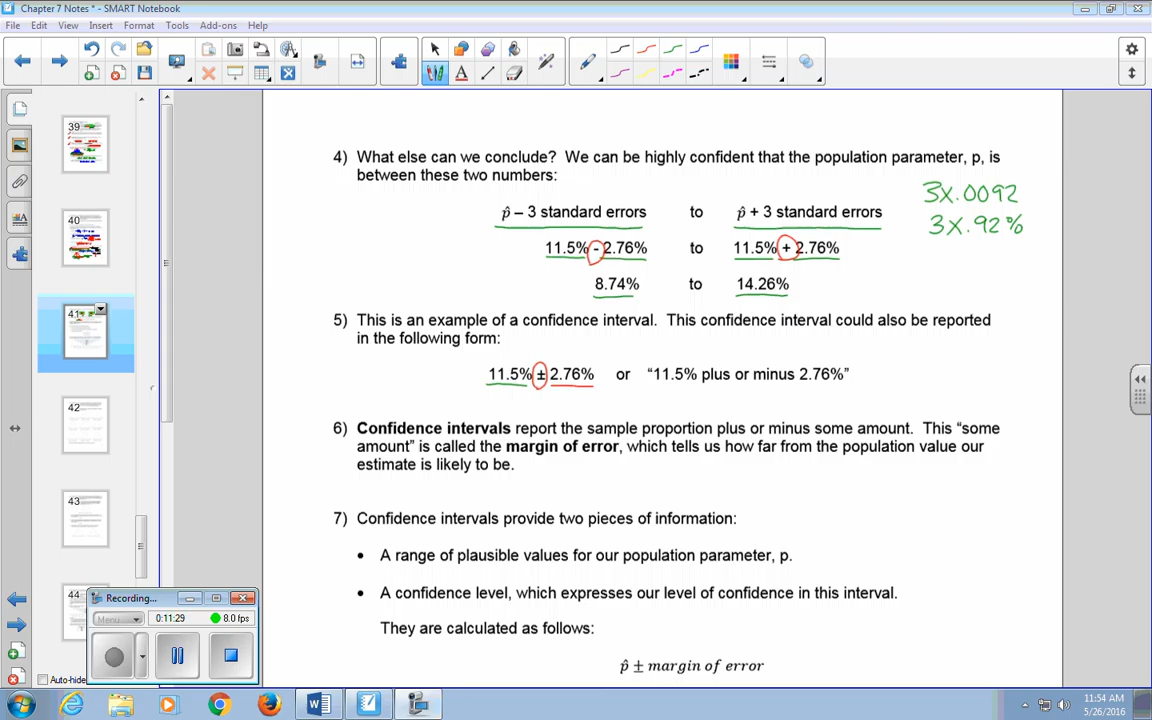 Chapter 7 Notes * - SMART Notebook
File Edit View Insert Format Tools Add-ons Help
39
40
41
42
43
44
4) What else can we conclude? We can be highly confident that the population parameter, p, is
between these two numbers:
p̂ – 3 standard errors to p̂ + 3 standard errors
3x.0092
3x.92%
11.5% - 2.76% to 11.5% + 2.76%
8.74% to 14.26%
5) This is an example of a confidence interval. This confidence interval could also be reported
in the following form:
11.5% ± 2.76% or “11.5% plus or minus 2.76%”
6) Confidence intervals report the sample proportion plus or minus some amount. This “some
amount” is called the margin of error, which tells us how far from the population value our
estimate is likely to be.
7) Confidence intervals provide two pieces of information:
• A range of plausible values for our population parameter, p.
• A confidence level, which expresses our level of confidence in this interval.
They are calculated as follows:
p̂ ± margin of error
Recording...
Menu 0:11:29 8.0 fps
Auto-hide
11:54 AM
5/26/2016